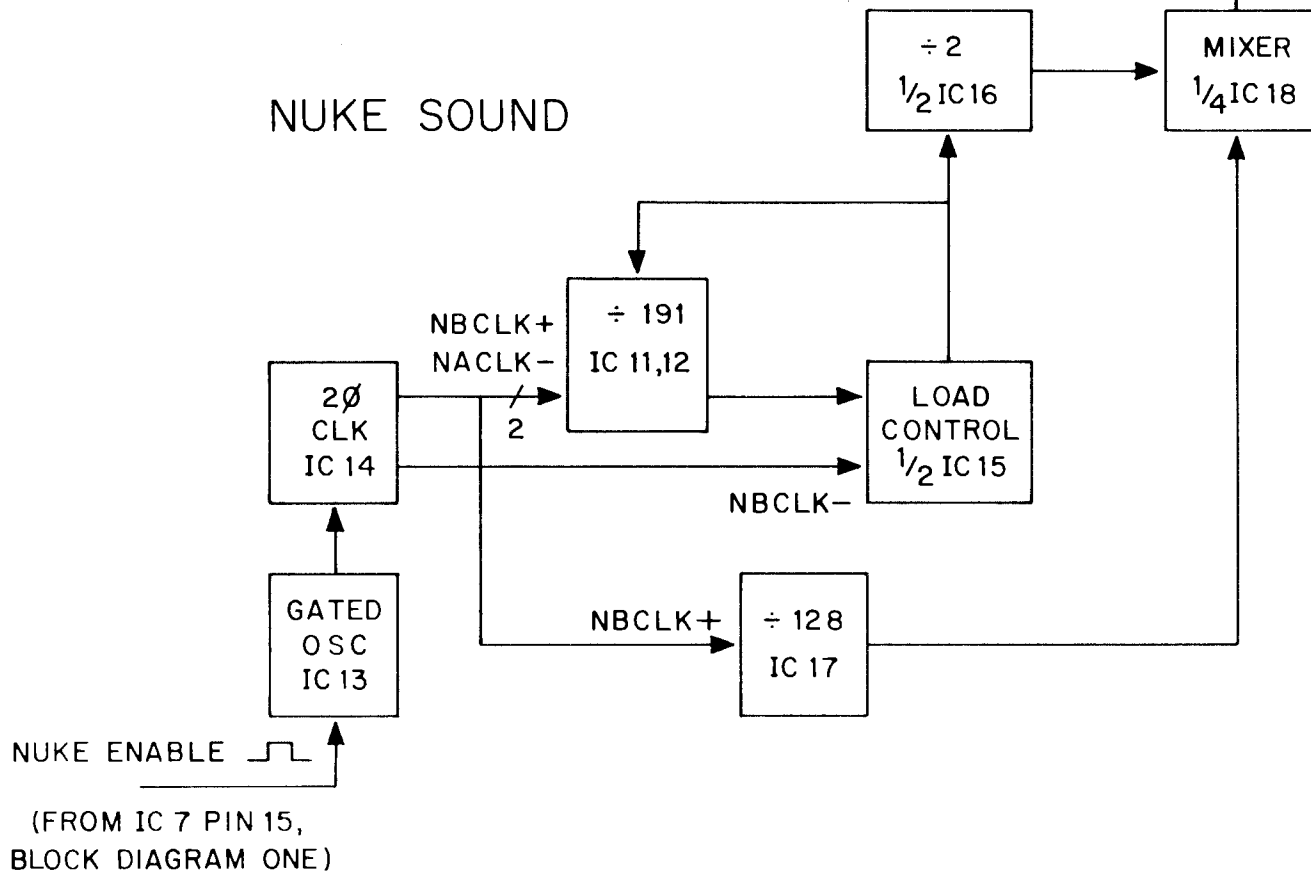 ÷2
1/2 IC16
MIXER
1/4 IC 18
NUKE SOUND
NBCLK+
NACLK-
÷ 191
IC 11,12
2
2Ø
CLK
IC 14
LOAD
CONTROL
1/2 IC 15
NBCLK-
GATED
OSC
IC 13
NBCLK+
÷ 128
IC 17
NUKE ENABLE
(FROM IC 7 PIN 15,
BLOCK DIAGRAM ONE)